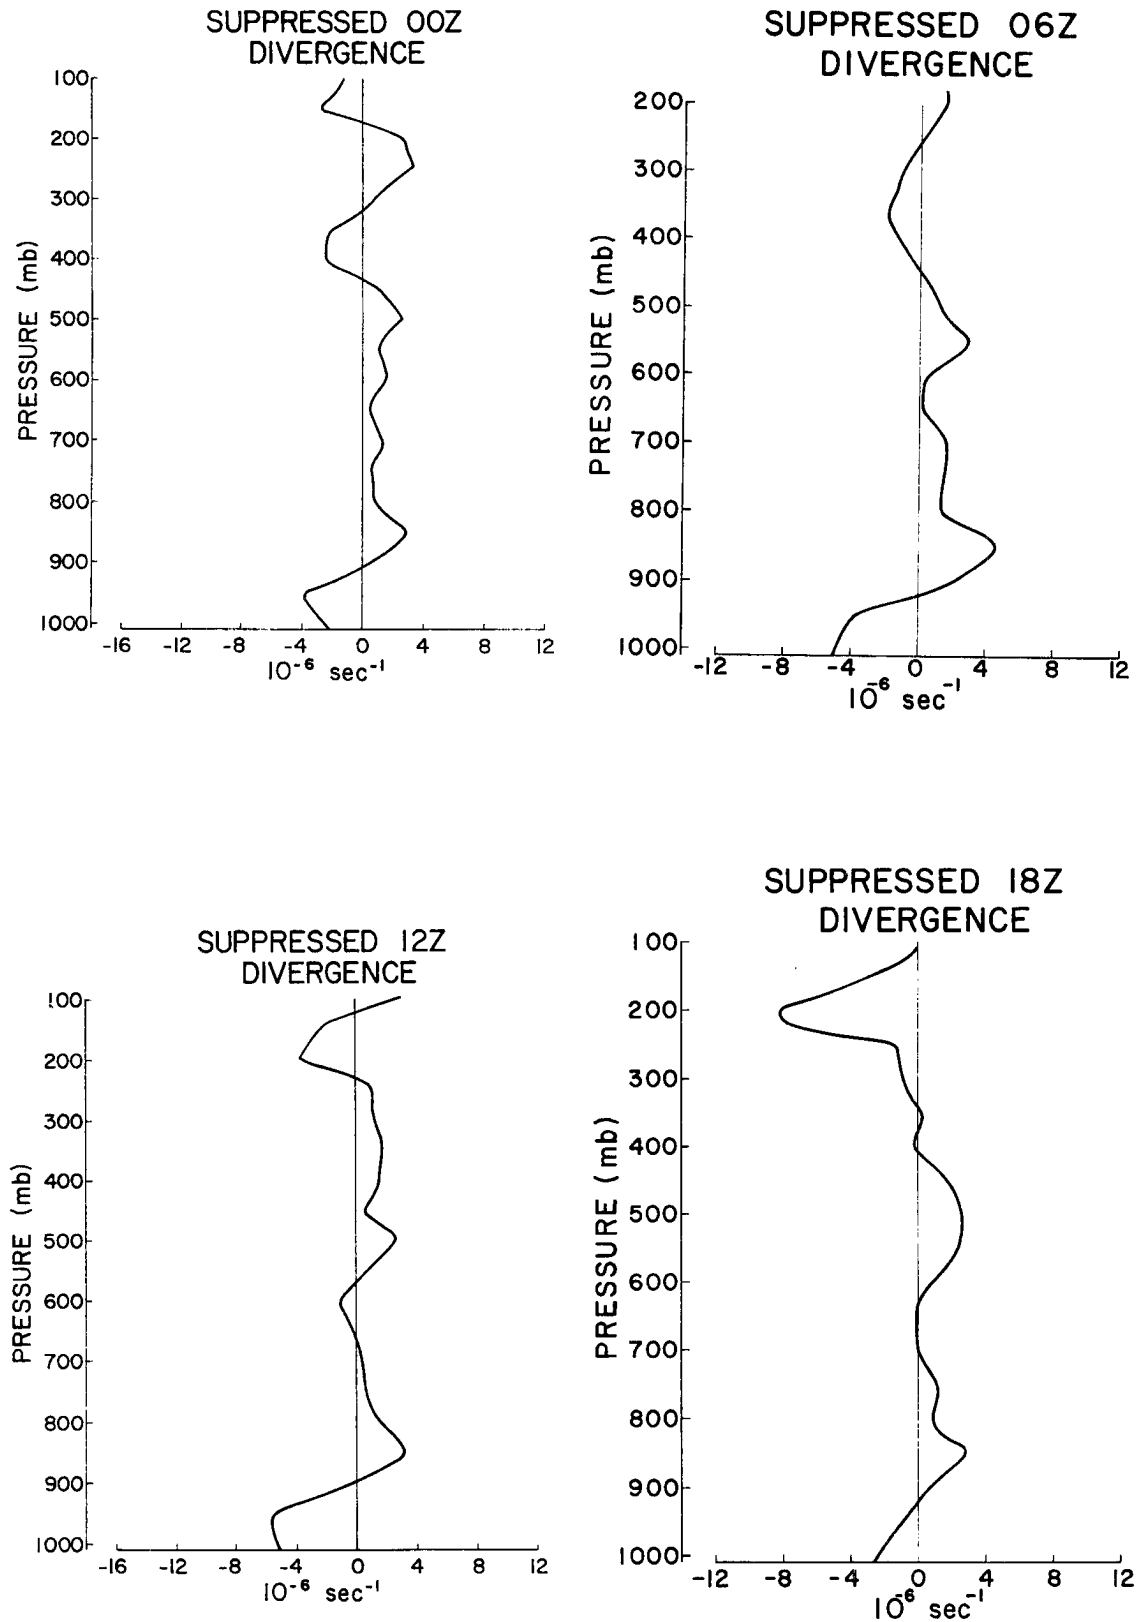 SUPPRESSED 00Z
DIVERGENCE
100
200
300
400
500
600
700
800
900
1000
PRESSURE (mb)
-16 -12 -8 -4 0 4 8 12
10⁻⁶ sec⁻¹
SUPPRESSED 06Z
DIVERGENCE
200
300
400
500
600
700
800
900
1000
PRESSURE (mb)
-12 -8 -4 0 4 8 12
10⁻⁶ sec⁻¹
SUPPRESSED 12Z
DIVERGENCE
100
200
300
400
500
600
700
800
900
1000
PRESSURE (mb)
-16 -12 -8 -4 0 4 8 12
10⁻⁶ sec⁻¹
SUPPRESSED 18Z
DIVERGENCE
100
200
300
400
500
600
700
800
900
1000
PRESSURE (mb)
-12 -8 -4 0 4 8 12
10⁻⁶ sec⁻¹